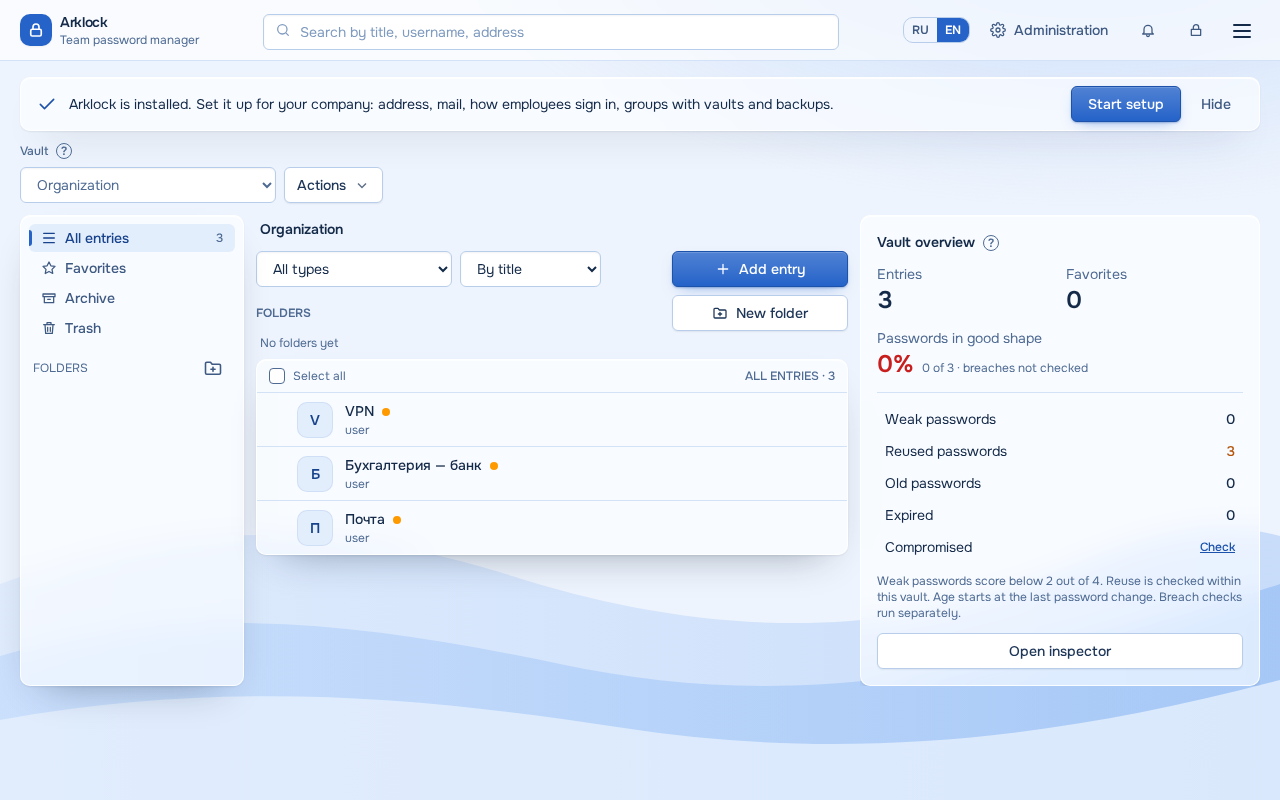 Arklock
Team password manager
Search by title, username, address
RU EN
Administration
Arklock is installed. Set it up for your company: address, mail, how employees sign in, groups with vaults and backups.
Start setup
Hide
Vault ?
Organization
Actions
All entries 3
Favorites
Archive
Trash
FOLDERS
Organization
All types
By title
Add entry
New folder
FOLDERS
No folders yet
Select all
ALL ENTRIES · 3
V
VPN
user
Б
Бухгалтерия — банк
user
П
Почта
user
Vault overview ?
Entries
3
Favorites
0
Passwords in good shape
0% 0 of 3 · breaches not checked
Weak passwords 0
Reused passwords 3
Old passwords 0
Expired 0
Compromised Check
Weak passwords score below 2 out of 4. Reuse is checked within
this vault. Age starts at the last password change. Breach checks
run separately.
Open inspector